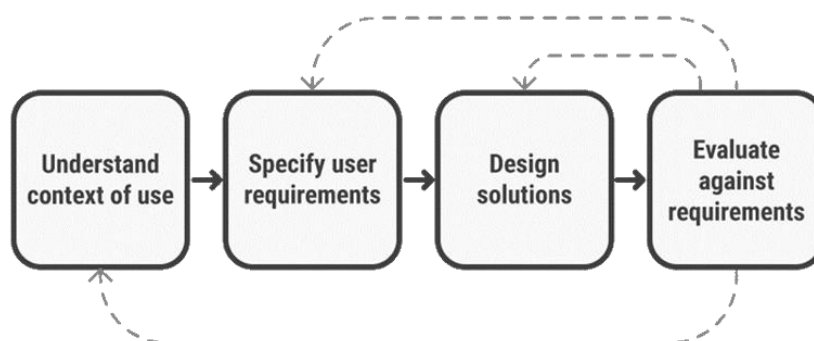 Understand
context of use
Specify user
requirements
Design
solutions
Evaluate
against
requirements